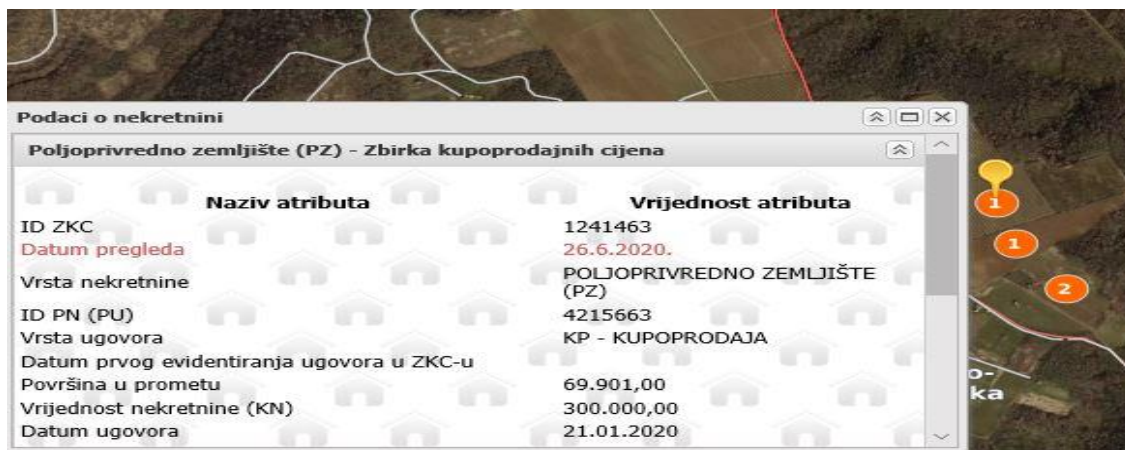 Podaci o nekretnini
Poljoprivredno zemljište (PZ) - Zbirka kupoprodajnih cijena
Naziv atributa Vrijednost atributa
ID ZKC 1241463
Datum pregleda 26.6.2020.
Vrsta nekretnine POLJOPRIVREDNO ZEMLJIŠTE
(PZ)
ID PN (PU) 4215663
Vrsta ugovora KP - KUPOPRODAJA
Datum prvog evidentiranja ugovora u ZKC-u
Površina u prometu 69.901,00
Vrijednost nekretnine (KN) 300.000,00
Datum ugovora 21.01.2020
1
1
2
o-
ka